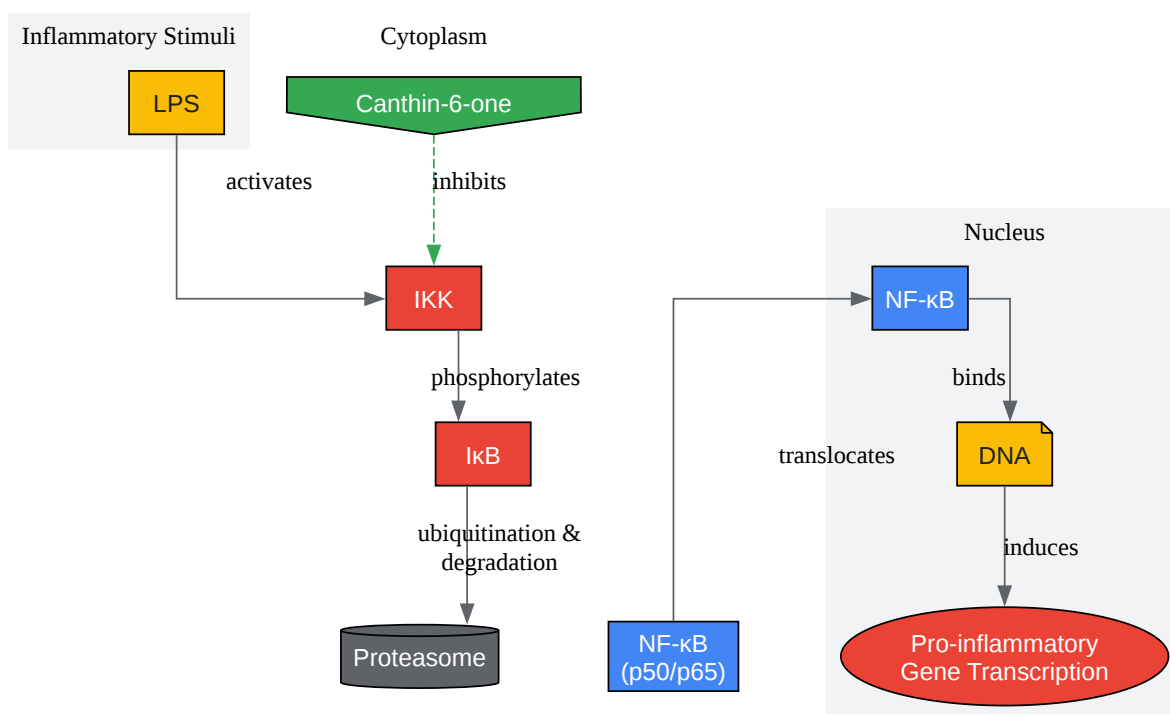 Inflammatory Stimuli
Cytoplasm
LPS
Canthin-6-one
activates
inhibits
Nucleus
IKK
NF-κB
phosphorylates
binds
IκB
translocates
DNA
ubiquitination &
degradation
induces
Proteasome
NF-κB
(p50/p65)
Pro-inflammatory
Gene Transcription